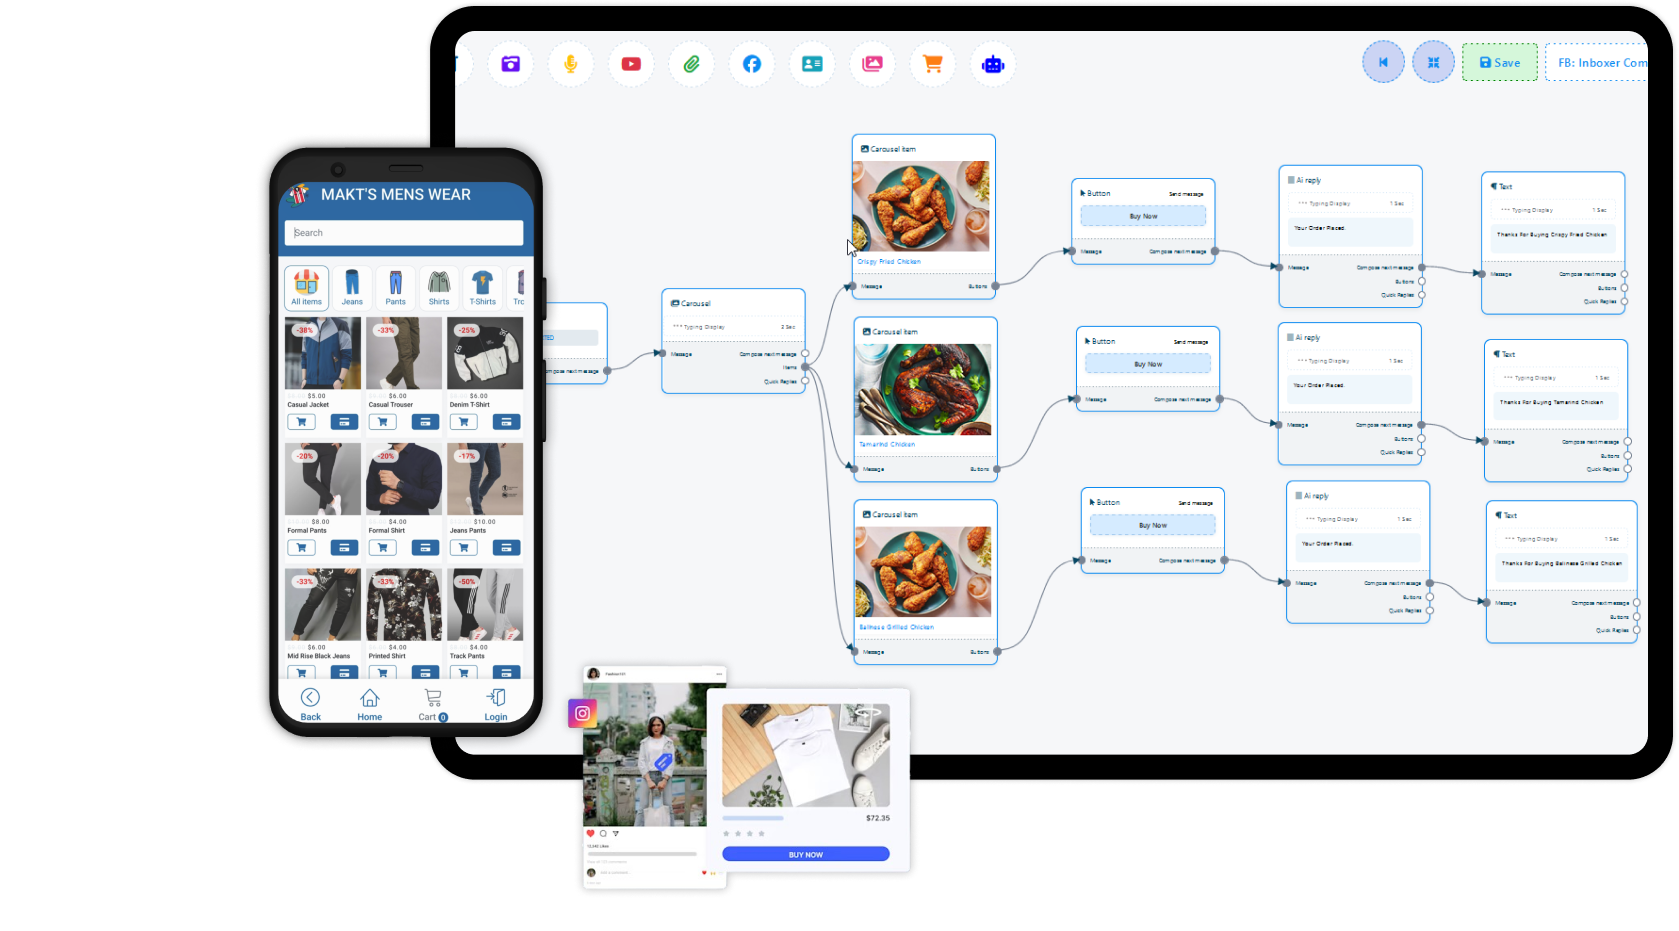 Save
FB: Inboxer Com
MAKT'S MENS WEAR
Search
All items
Jeans
Pants
Shirts
T-Shirts
Trc
-38%
-33%
-25%
$5.00
$6.00
$4.00
Casual Jacket
Casual Trouser
Denim T-Shirt
-20%
-20%
-17%
$8.00
$4.00
$10.00
Formal Pants
Formal Shirt
Jeans Pants
-33%
-33%
-50%
$6.00
$4.00
$4.00
Mid Rise Black Jeans
Printed Shirt
Track Pants
Back
Home
Cart 0
Login
TED
ompose next message
Carousel
*** Typing Display
3 Sec
Message
Compose next message
Items
Quick Replies
Carousel Item
Crispy Fried Chicken
Message
Buttons
Button
Send message
Buy Now
Message
Compose next message
Ai reply
*** Typing Display
1 Sec
Your Order Placed.
Message
Compose next message
Buttons
Quick Replies
Text
*** Typing Display
1 Sec
Thanks For Buying Crispy Fried Chicken
Message
Compose next message
Buttons
Quick Replies
Carousel Item
Tamarind Chicken
Message
Buttons
Button
Send message
Buy Now
Message
Compose next message
Ai reply
*** Typing Display
1 Sec
Your Order Placed.
Message
Compose next message
Buttons
Quick Replies
Text
*** Typing Display
1 Sec
Thanks For Buying Tamarind Chicken
Message
Compose next message
Buttons
Quick Replies
Carousel Item
Balinese Grilled Chicken
Message
Buttons
Button
Send message
Buy Now
Message
Compose next message
Ai reply
*** Typing Display
1 Sec
Your Order Placed.
Message
Compose next message
Buttons
Quick Replies
Text
*** Typing Display
1 Sec
Thanks For Buying Balinese Grilled Chicken
Message
Compose next message
Buttons
Quick Replies
$72.35
BUY NOW